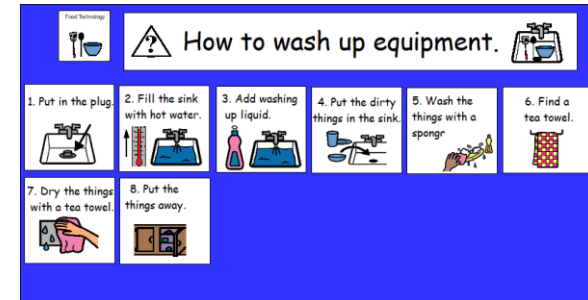 Food Technology
How to wash up equipment.
1. Put in the plug.
2. Fill the sink
with hot water.
3. Add washing
up liquid.
4. Put the dirty
things in the sink.
5. Wash the
things with a
spongr
6. Find a
tea towel.
7. Dry the things
with a tea towel.
8. Put the
things away.